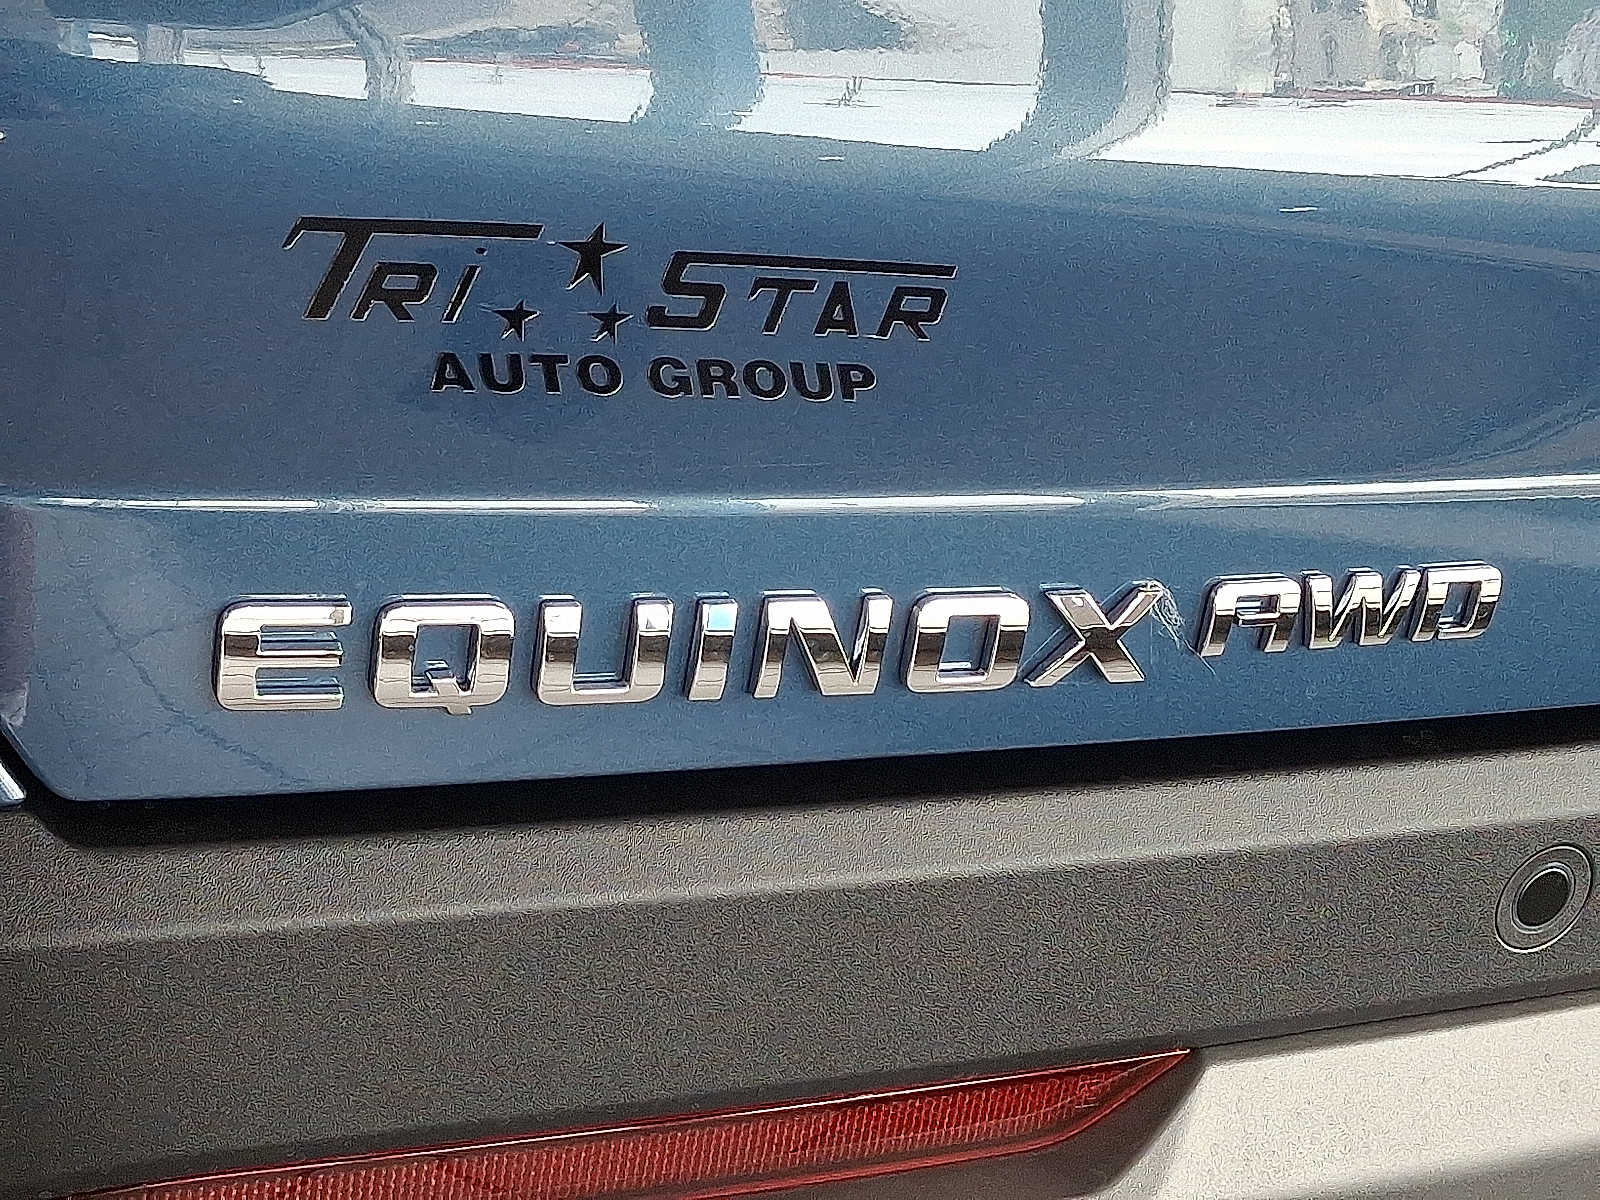 TRi STAR
AUTO GROUP
EQUINOX AWD